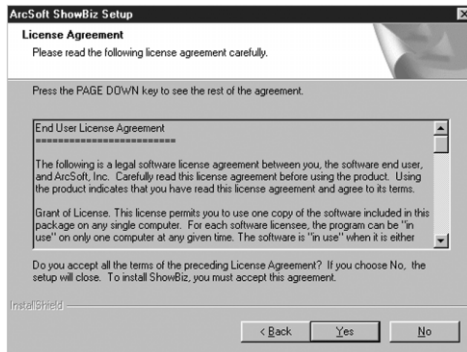 ArcSoft ShowBiz Setup
License Agreement
Please read the following license agreement carefully.
Press the PAGE DOWN key to see the rest of the agreement.
End User License Agreement
==========================
The following is a legal software license agreement between you, the software end user,
and ArcSoft, Inc. Carefully read this license agreement before using the product. Using
the product indicates that you have read this license agreement and agree to its terms.
Grant of License. This license permits you to use one copy of the software included in this
package on any single computer. For each software licensee, the program can be "in
use" on only one computer at any given time. The software is "in use" when it is either
Do you accept all the terms of the preceding License Agreement? If you choose No, the
setup will close. To install ShowBiz, you must accept this agreement.
InstallShield
< Back Yes No